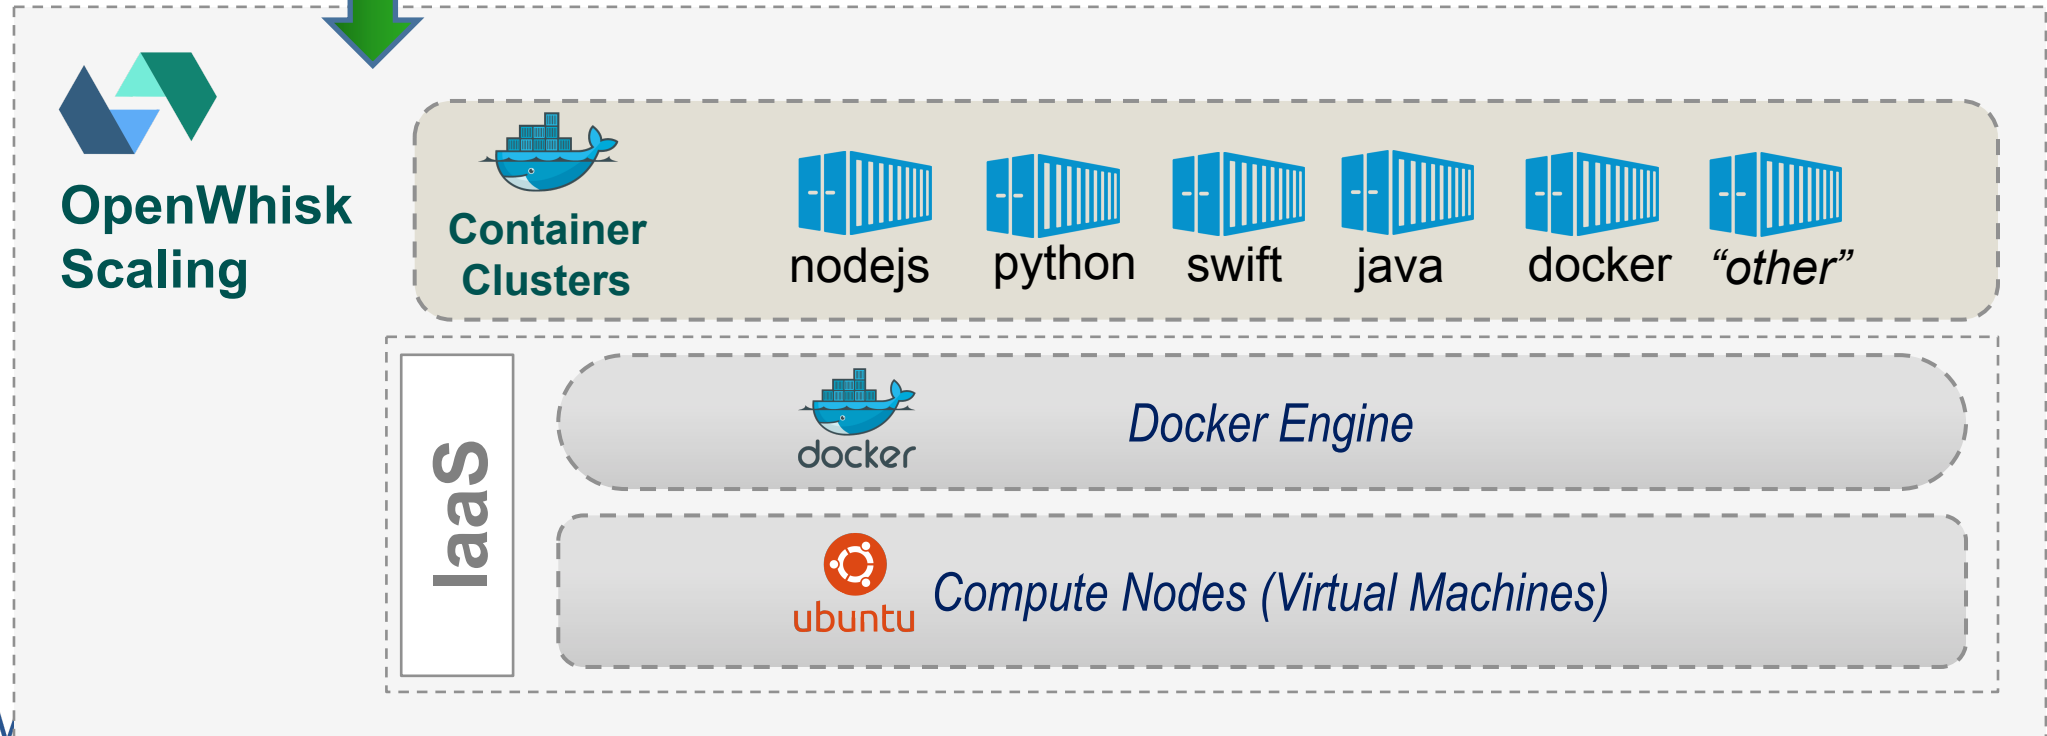 OpenWhisk
Scaling
Container
Clusters
nodejs
python
swift
java
docker
“other”
IaaS
docker
Docker Engine
ubuntu
Compute Nodes (Virtual Machines)